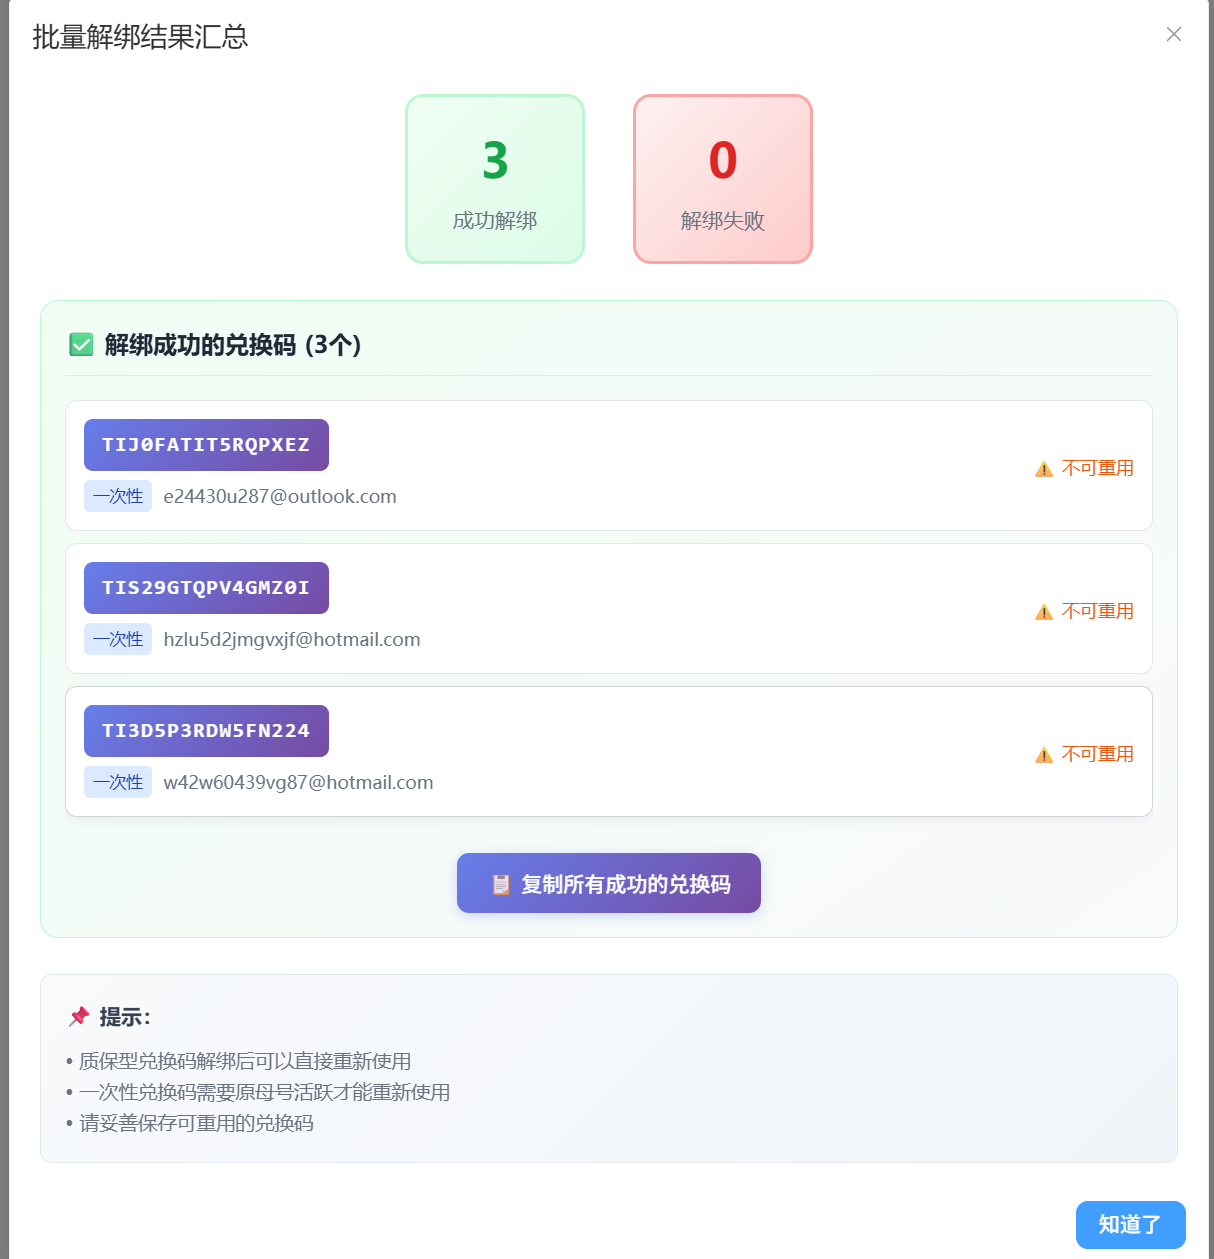 批量解绑结果汇总
3
成功解绑
0
解绑失败
解绑成功的兑换码 (3个)
TIJ0FATIT5RQPXEZ
一次性 e24430u287@outlook.com
不可重用
TIS29GTQPV4GMZ0I
一次性 hzlu5d2jmgvxjf@hotmail.com
不可重用
TI3D5P3RDW5FN224
一次性 w42w60439vg87@hotmail.com
不可重用
复制所有成功的兑换码
提示:
• 质保型兑换码解绑后可以直接重新使用
• 一次性兑换码需要原母号活跃才能重新使用
• 请妥善保存可重用的兑换码
知道了